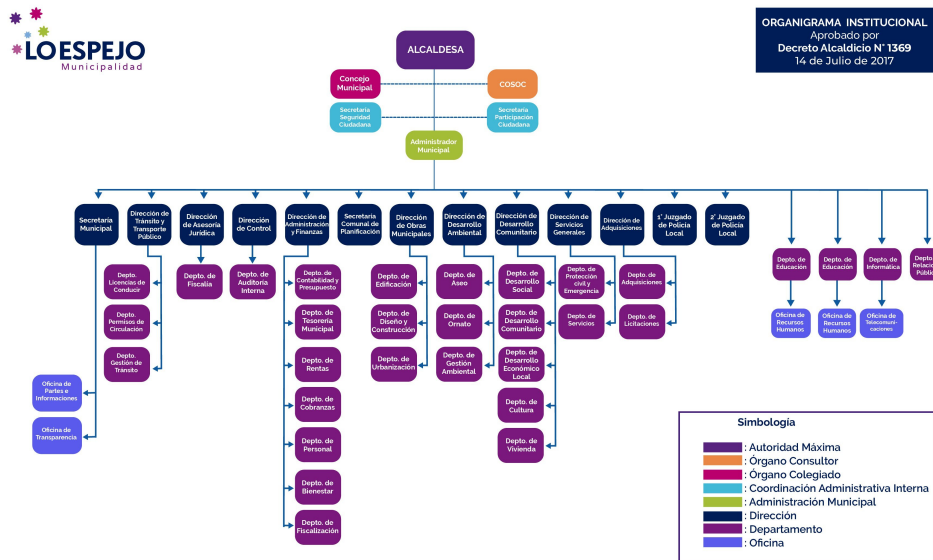 LO ESPEJO
Municipalidad
ORGANIGRAMA INSTITUCIONAL
Aprobado por
Decreto Alcaldicio N° 1369
14 de Julio de 2017
ALCALDESA
Concejo
Municipal
COSOC
Secretaría
Seguridad
Ciudadana
Secretaría
Participación
Ciudadana
Administrador
Municipal
Secretaría
Municipal
Dirección de
Tránsito y
Transporte
Público
Dirección
de Asesoría
Jurídica
Dirección
de Control
Dirección de
Administración
y Finanzas
Secretaría
Comunal de
Planificación
Dirección
de Obras
Municipales
Dirección de
Desarrollo
Ambiental
Dirección de
Desarrollo
Comunitario
Dirección de
Servicios
Generales
Dirección de
Adquisiciones
1° Juzgado
de Policía
Local
2° Juzgado
de Policía
Local
Depto. de
Educación
Depto. de
Educación
Depto. de
Informática
Depto.
Relacio
Públi
Oficina de
Recursos
Humanos
Oficina de
Recursos
Humanos
Oficina de
Telecomuni-
caciones
Depto.
Licencias de
Conducir
Depto.
Permisos de
Circulación
Depto.
Gestión de
Tránsito
Depto. de
Fiscalía
Depto. de
Auditoría
Interna
Depto. de
Contabilidad y
Presupuesto
Depto. de
Tesorería
Municipal
Depto. de
Rentas
Depto. de
Cobranzas
Depto. de
Personal
Depto. de
Bienestar
Depto. de
Fiscalización
Depto. de
Edificación
Depto. de
Diseño y
Construcción
Depto. de
Urbanización
Depto. de
Aseo
Depto. de
Ornato
Depto. de
Gestión
Ambiental
Depto. de
Desarrollo
Social
Depto. de
Desarrollo
Comunitario
Depto. de
Desarrollo
Económico
Local
Depto. de
Cultura
Depto. de
Vivienda
Depto. de
Protección
civil y
Emergencia
Depto. de
Servicios
Depto. de
Adquisiciones
Depto. de
Licitaciones
Oficina de
Partes e
Informaciones
Oficina de
Transparencia
Simbología
: Autoridad Máxima
: Órgano Consultor
: Órgano Colegiado
: Coordinación Administrativa Interna
: Administración Municipal
: Dirección
: Departamento
: Oficina